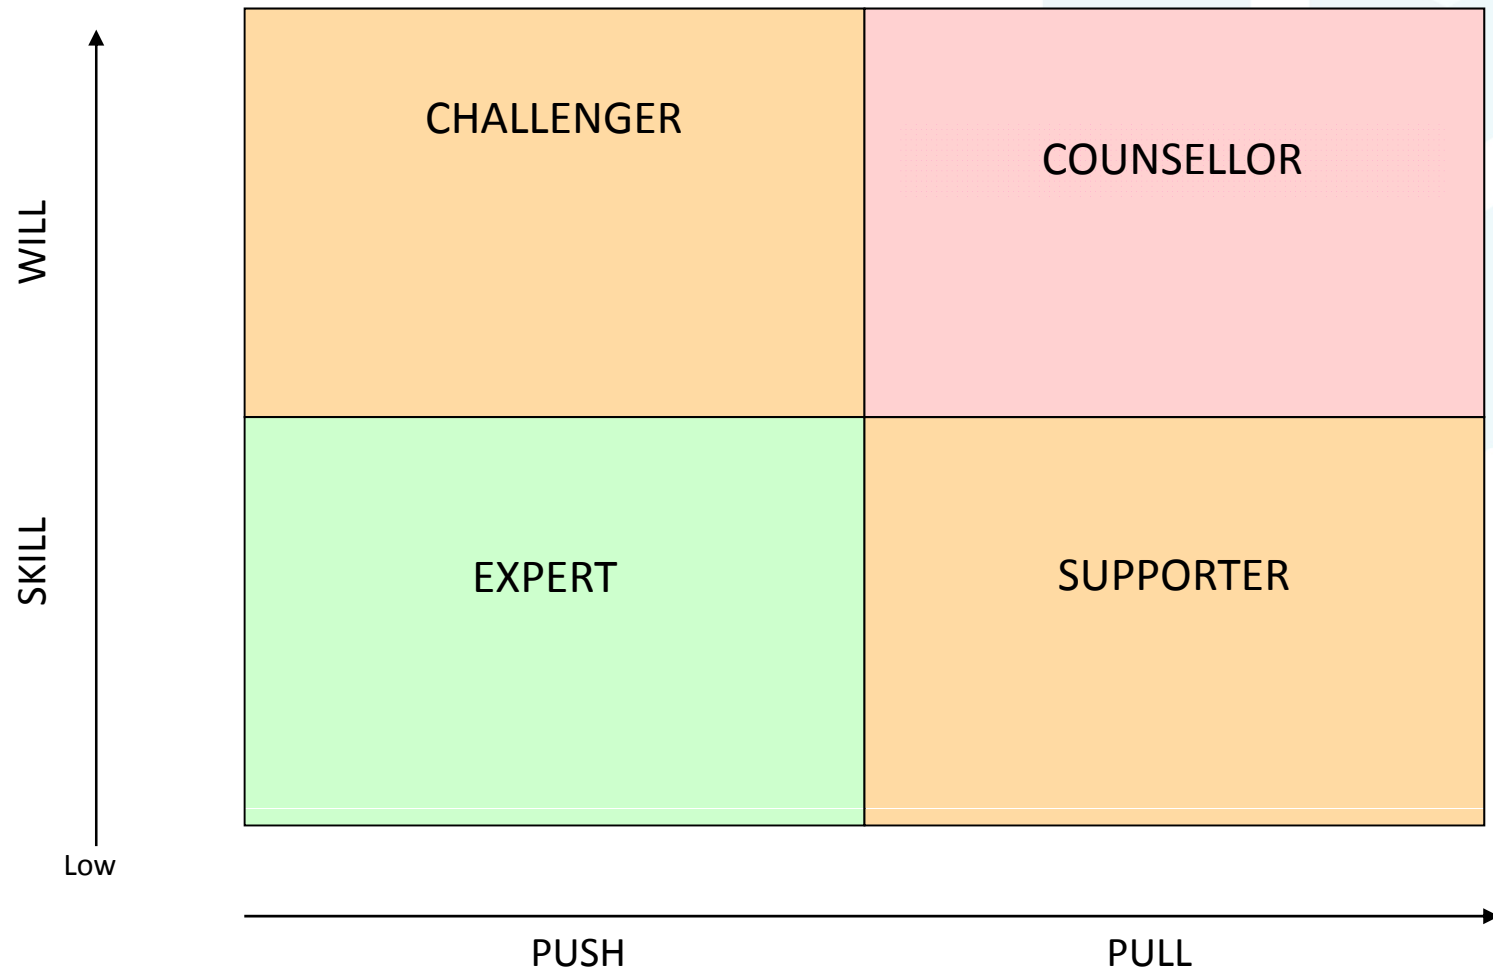 CHALLENGER
COUNSELLOR
WILL
SKILL
EXPERT
SUPPORTER
Low
PUSH
PULL